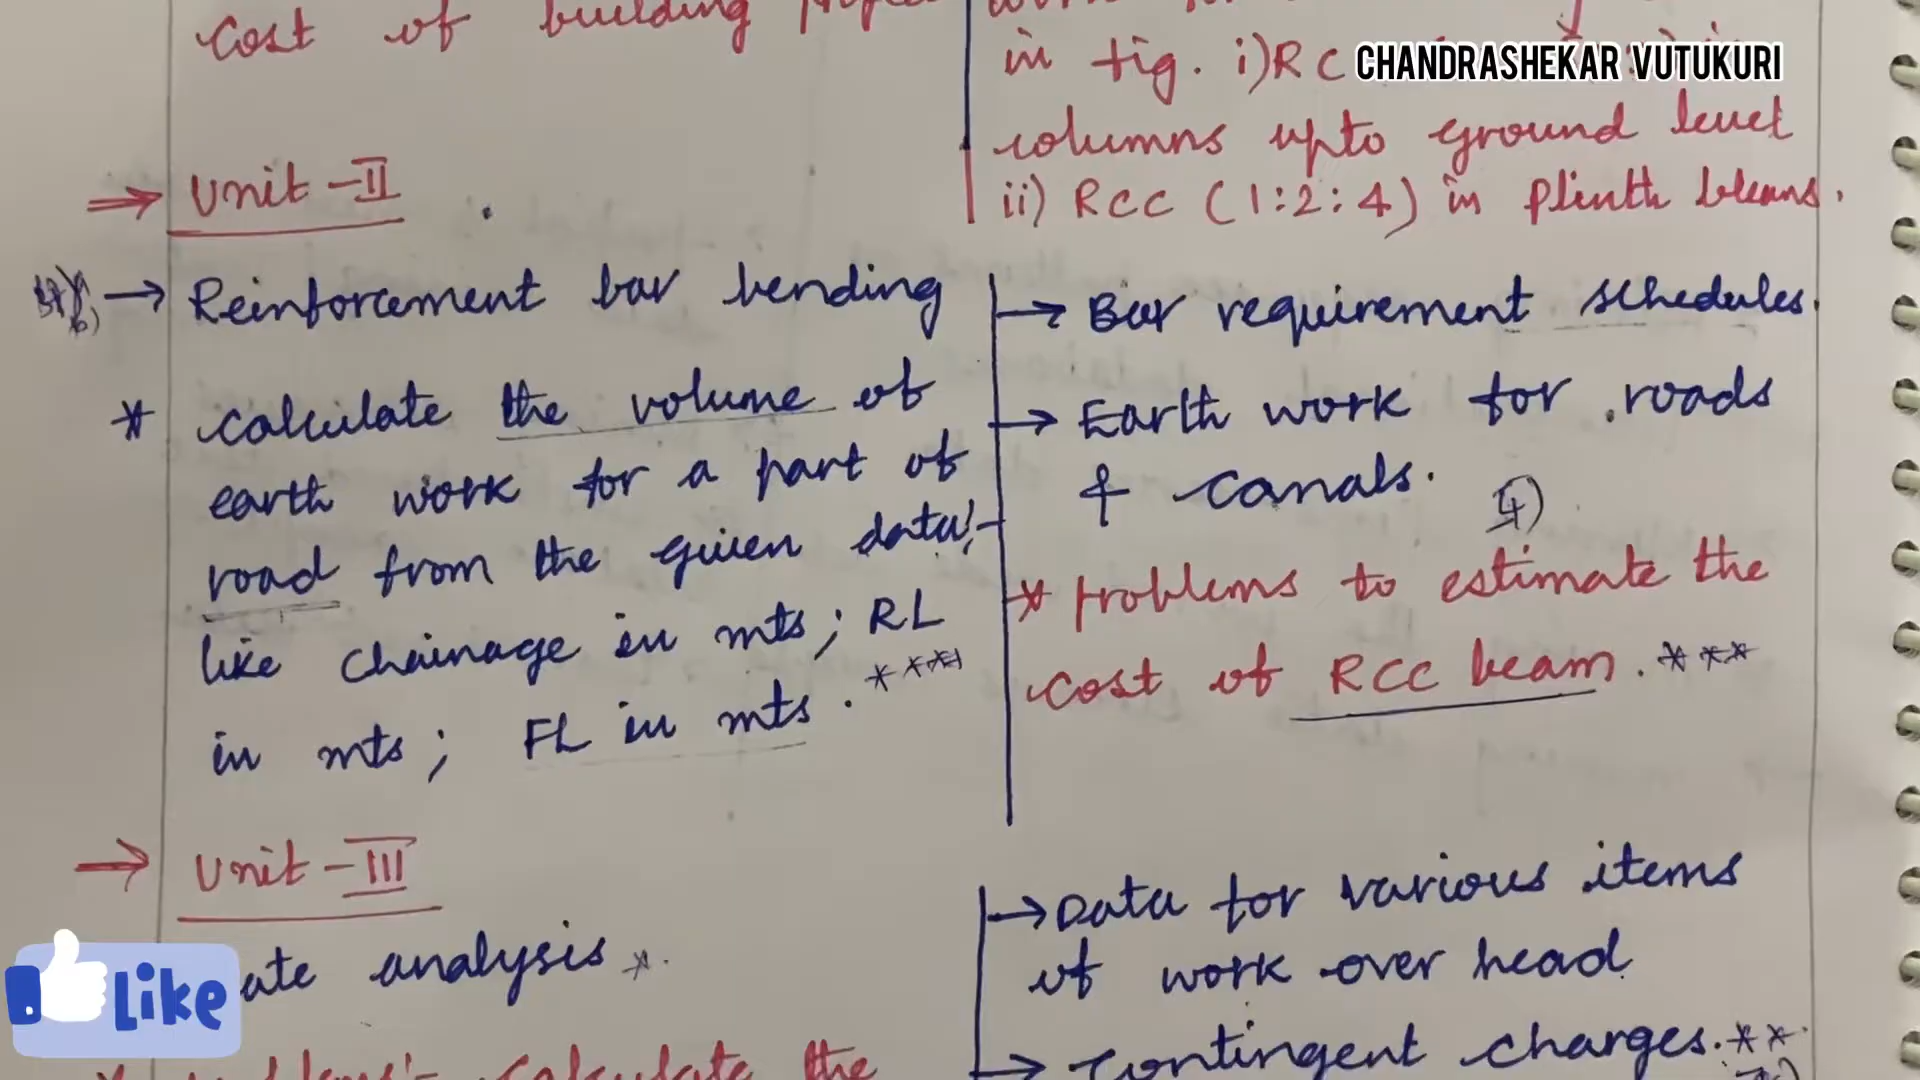 cost of building
in fig. i) RC
CHANDRASHEKAR VUTUKURI
columns upto ground level
ii) RCC (1:2:4) in Plinth beams.
→ Unit - II
→ Reinforcement bar bending
* calculate the volume of
earth work for a part of
road from the given data!-
like chainage in mts; RL
in mts; FL in mts. ****
→ Bar requirement schedules.
→ Earth work for roads
& canals.
4)
* problems to estimate the
cost of RCC beam. ***
→ Unit - III
ate analysis *.
calculate the
→ Data for various items
of work over head
→ contingent charges. **
Like